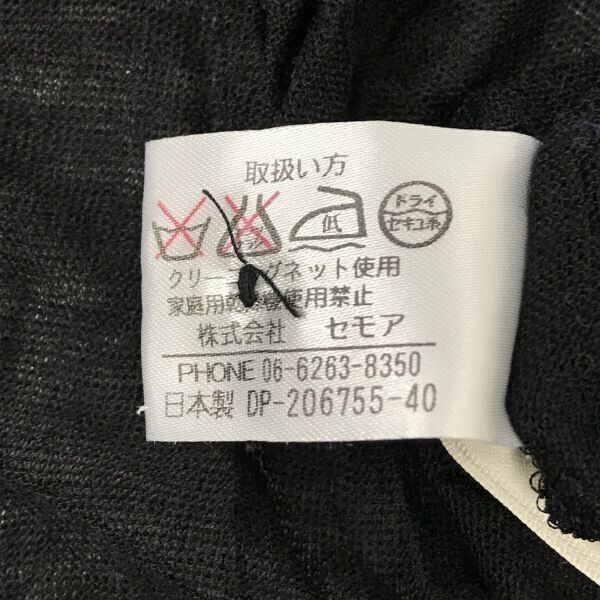 取扱い方
低
ドライ
セキユ系
クリーニングネット使用
家庭用乾燥機使用禁止
株式会社 セモア
PHONE 06-6263-8350
日本製 DP-206755-40